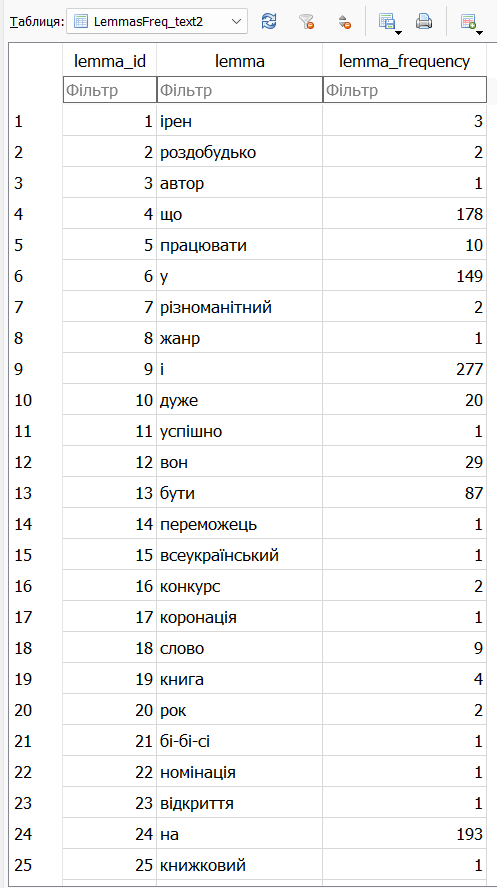 Таблиця: LemmasFreq_text2
lemma_id lemma lemma_frequency
Фільтр Фільтр Фільтр
1 1 ірен 3
2 2 роздобудько 2
3 3 автор 1
4 4 що 178
5 5 працювати 10
6 6 у 149
7 7 різноманітний 2
8 8 жанр 1
9 9 і 277
10 10 дуже 20
11 11 успішно 1
12 12 вон 29
13 13 бути 87
14 14 переможець 1
15 15 всеукраїнський 1
16 16 конкурс 2
17 17 коронація 1
18 18 слово 9
19 19 книга 4
20 20 рок 2
21 21 бі-бі-сі 1
22 22 номінація 1
23 23 відкриття 1
24 24 на 193
25 25 книжковий 1